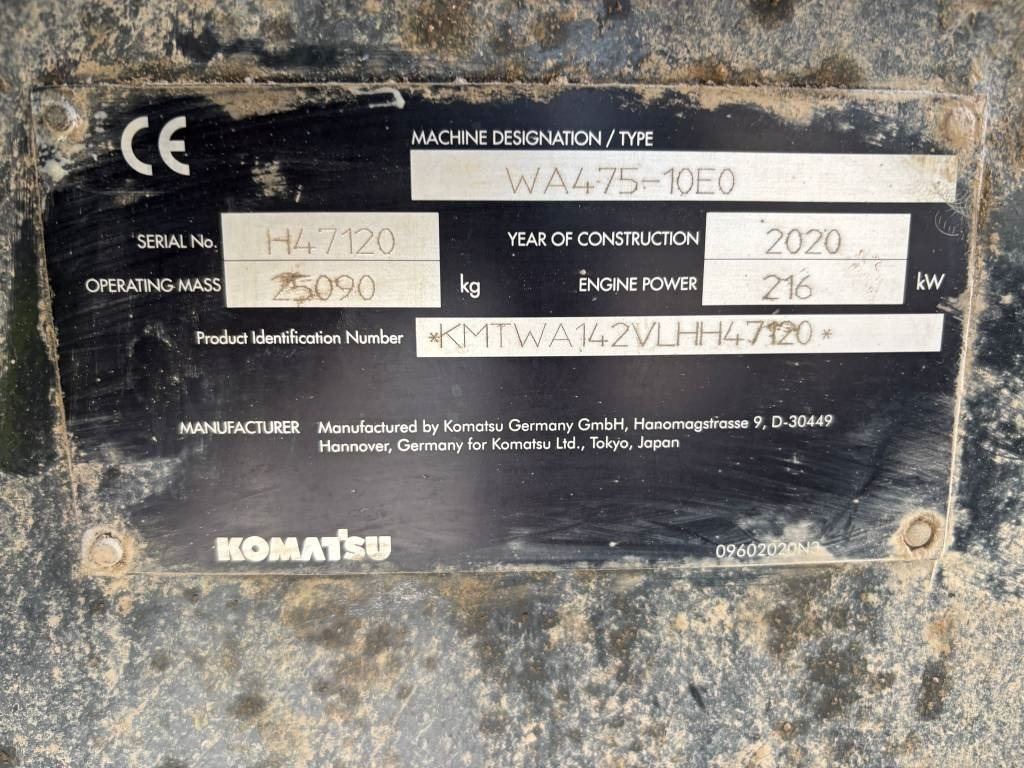 CE
MACHINE DESIGNATION / TYPE
WA475-10E0
SERIAL No. H47120 YEAR OF CONSTRUCTION 2020
OPERATING MASS 25090 kg ENGINE POWER 216 kW
Product Identification Number *KMTWA142VLHH47120*
MANUFACTURER Manufactured by Komatsu Germany GmbH, Hanomagstrasse 9, D-30449
Hannover, Germany for Komatsu Ltd., Tokyo, Japan
KOMATSU 09602020N3